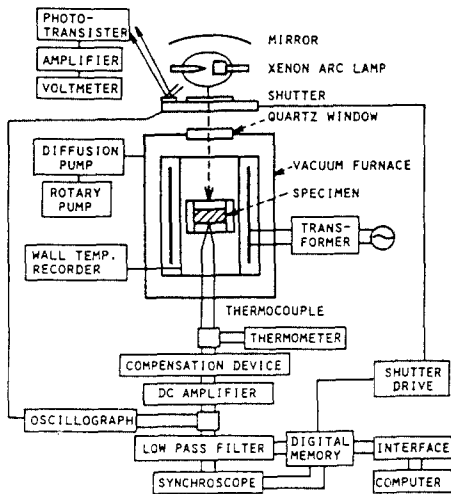 PHOTO-
TRANSISTER
AMPLIFIER
VOLTMETER
MIRROR
XENON ARC LAMP
SHUTTER
QUARTZ WINDOW
DIFFUSION
PUMP
ROTARY
PUMP
VACUUM FURNACE
SPECIMEN
TRANS-
FORMER
WALL TEMP.
RECORDER
THERMOCOUPLE
THERMOMETER
COMPENSATION DEVICE
DC AMPLIFIER
SHUTTER
DRIVE
OSCILLOGRAPH
LOW PASS FILTER
DIGITAL
MEMORY
INTERFACE
SYNCHROSCOPE
COMPUTER